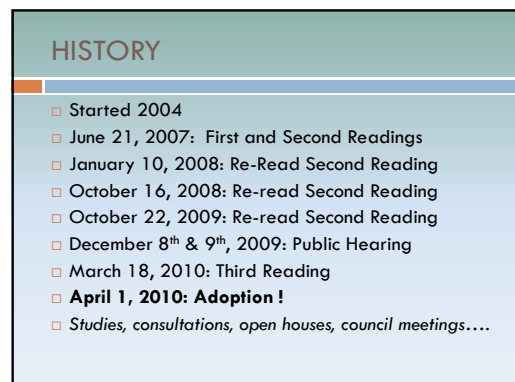 HISTORY
Started 2004
June 21, 2007: First and Second Readings
January 10, 2008: Re-Read Second Reading
October 16, 2008: Re-read Second Reading
October 22, 2009: Re-read Second Reading
December 8th & 9th, 2009: Public Hearing
March 18, 2010: Third Reading
April 1, 2010: Adoption !
Studies, consultations, open houses, council meetings….